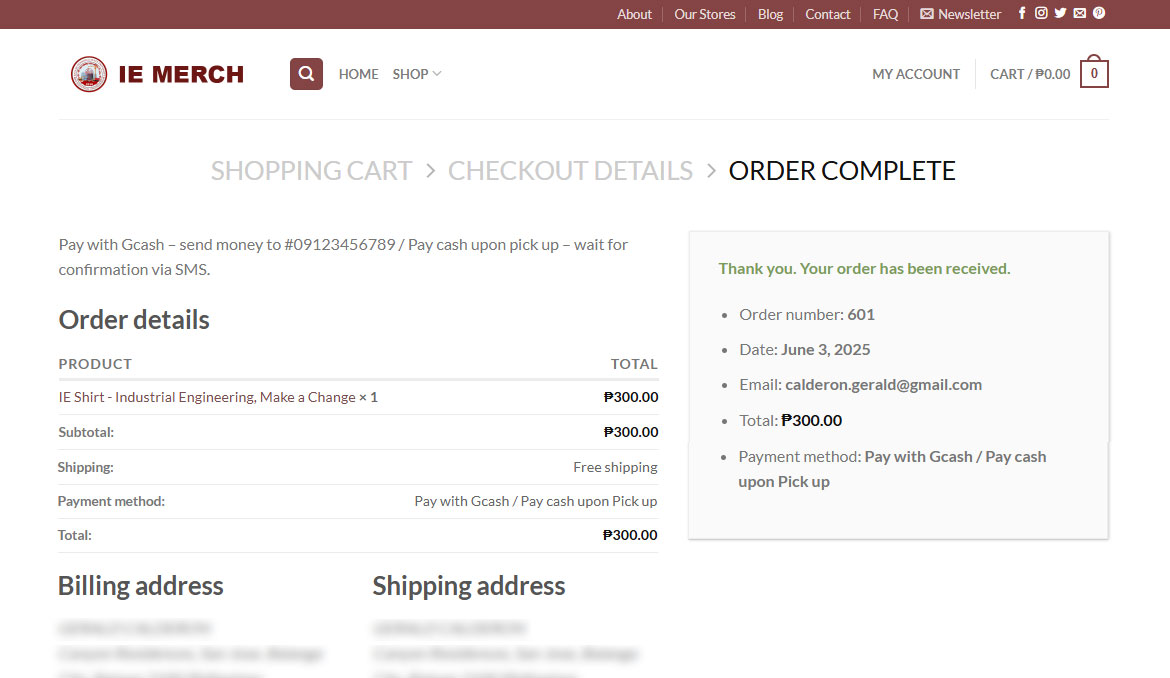 About Our Stores Blog Contact FAQ Newsletter
IE MERCH HOME SHOP MY ACCOUNT CART / ₱0.00 0
SHOPPING CART > CHECKOUT DETAILS > ORDER COMPLETE
Pay with Gcash – send money to #09123456789 / Pay cash upon pick up – wait for
confirmation via SMS.
Order details
PRODUCT TOTAL
IE Shirt - Industrial Engineering, Make a Change × 1 ₱300.00
Subtotal: ₱300.00
Shipping: Free shipping
Payment method: Pay with Gcash / Pay cash upon Pick up
Total: ₱300.00
Billing address
Shipping address
Thank you. Your order has been received.
• Order number: 601
• Date: June 3, 2025
• Email: calderon.gerald@gmail.com
• Total: ₱300.00
• Payment method: Pay with Gcash / Pay cash
upon Pick up